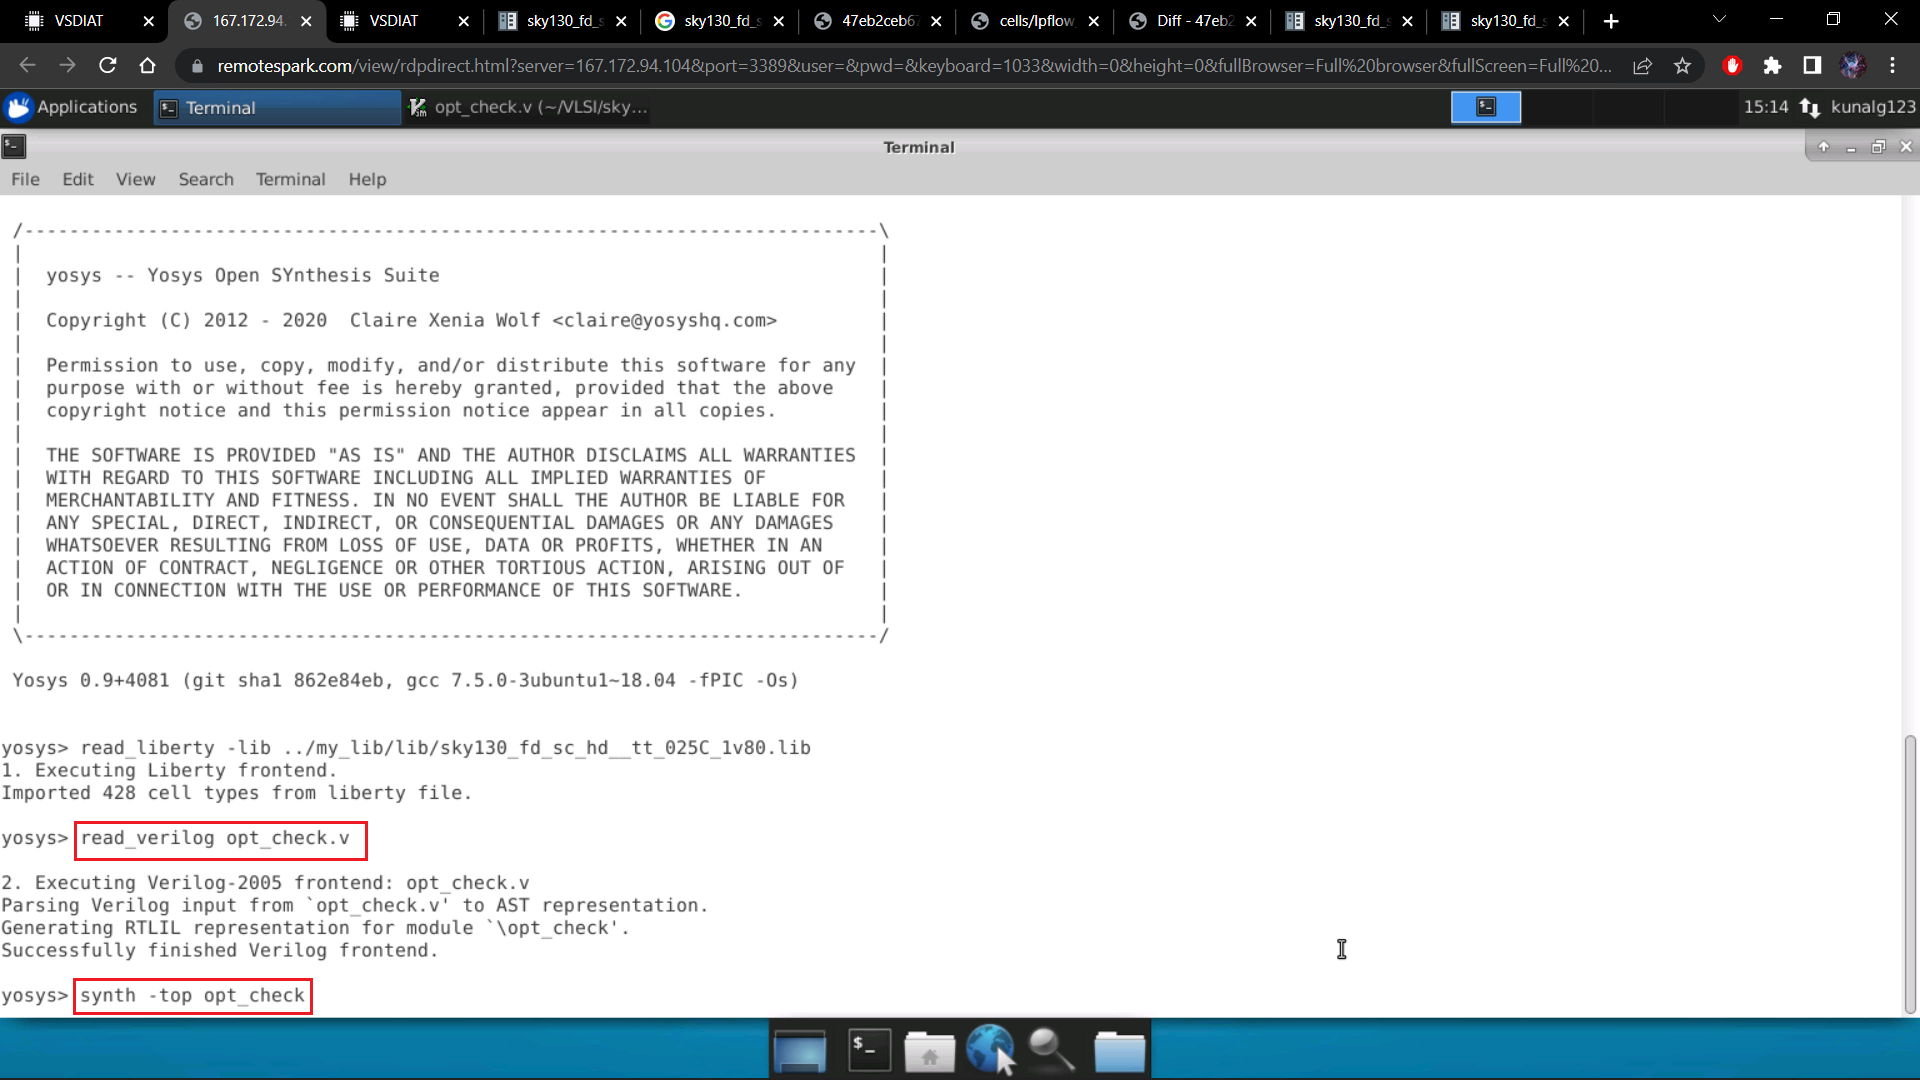 VSDIAT
167.172.94.
VSDIAT
sky130_fd_s
sky130_fd_s
47eb2ceb67
cells/lpflow
Diff - 47eb2
sky130_fd_s
sky130_fd_s
remotespark.com/view/rdpdirect.html?server=167.172.94.104&port=3389&user=&pwd=&keyboard=1033&width=0&height=0&fullBrowser=Full%20browser&fullScreen=Full%20...
Applications
Terminal
opt_check.v (~/VLSI/sky...
15:14
kunalg123
Terminal
File Edit View Search Terminal Help
/----------------------------------------------------------------------------\
|                                                                            |
|  yosys -- Yosys Open SYnthesis Suite                                       |
|                                                                            |
|  Copyright (C) 2012 - 2020  Claire Xenia Wolf <claire@yosyshq.com>         |
|                                                                            |
|  Permission to use, copy, modify, and/or distribute this software for any  |
|  purpose with or without fee is hereby granted, provided that the above    |
|  copyright notice and this permission notice appear in all copies.         |
|                                                                            |
|  THE SOFTWARE IS PROVIDED "AS IS" AND THE AUTHOR DISCLAIMS ALL WARRANTIES  |
|  WITH REGARD TO THIS SOFTWARE INCLUDING ALL IMPLIED WARRANTIES OF          |
|  MERCHANTABILITY AND FITNESS. IN NO EVENT SHALL THE AUTHOR BE LIABLE FOR   |
|  ANY SPECIAL, DIRECT, INDIRECT, OR CONSEQUENTIAL DAMAGES OR ANY DAMAGES    |
|  WHATSOEVER RESULTING FROM LOSS OF USE, DATA OR PROFITS, WHETHER IN AN     |
|  ACTION OF CONTRACT, NEGLIGENCE OR OTHER TORTIOUS ACTION, ARISING OUT OF   |
|  OR IN CONNECTION WITH THE USE OR PERFORMANCE OF THIS SOFTWARE.            |
|                                                                            |
\----------------------------------------------------------------------------/
Yosys 0.9+4081 (git sha1 862e84eb, gcc 7.5.0-3ubuntu1~18.04 -fPIC -Os)
yosys> read_liberty -lib ../my_lib/lib/sky130_fd_sc_hd__tt_025C_1v80.lib
1. Executing Liberty frontend.
Imported 428 cell types from liberty file.
yosys> read_verilog opt_check.v
2. Executing Verilog-2005 frontend: opt_check.v
Parsing Verilog input from `opt_check.v' to AST representation.
Generating RTLIL representation for module `\opt_check'.
Successfully finished Verilog frontend.
yosys> synth -top opt_check